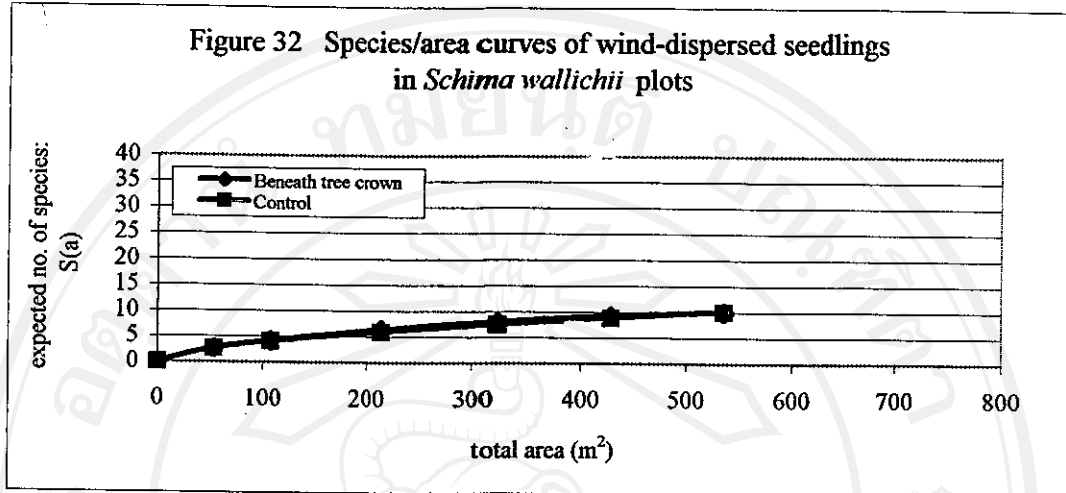 Figure 32 Species/area curves of wind-dispersed seedlings
in Schima wallichii plots
expected no. of species:
S(a)
40
35
30
25
20
15
10
5
0
Beneath tree crown
Control
0 100 200 300 400 500 600 700 800
total area (m²)